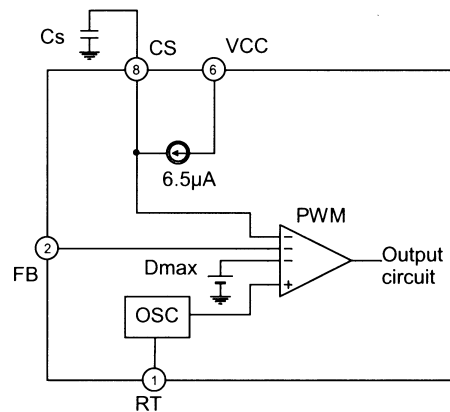 Cs
CS
VCC
8
6
6.5µA
PWM
2
FB
Dmax
Output
circuit
OSC
1
RT